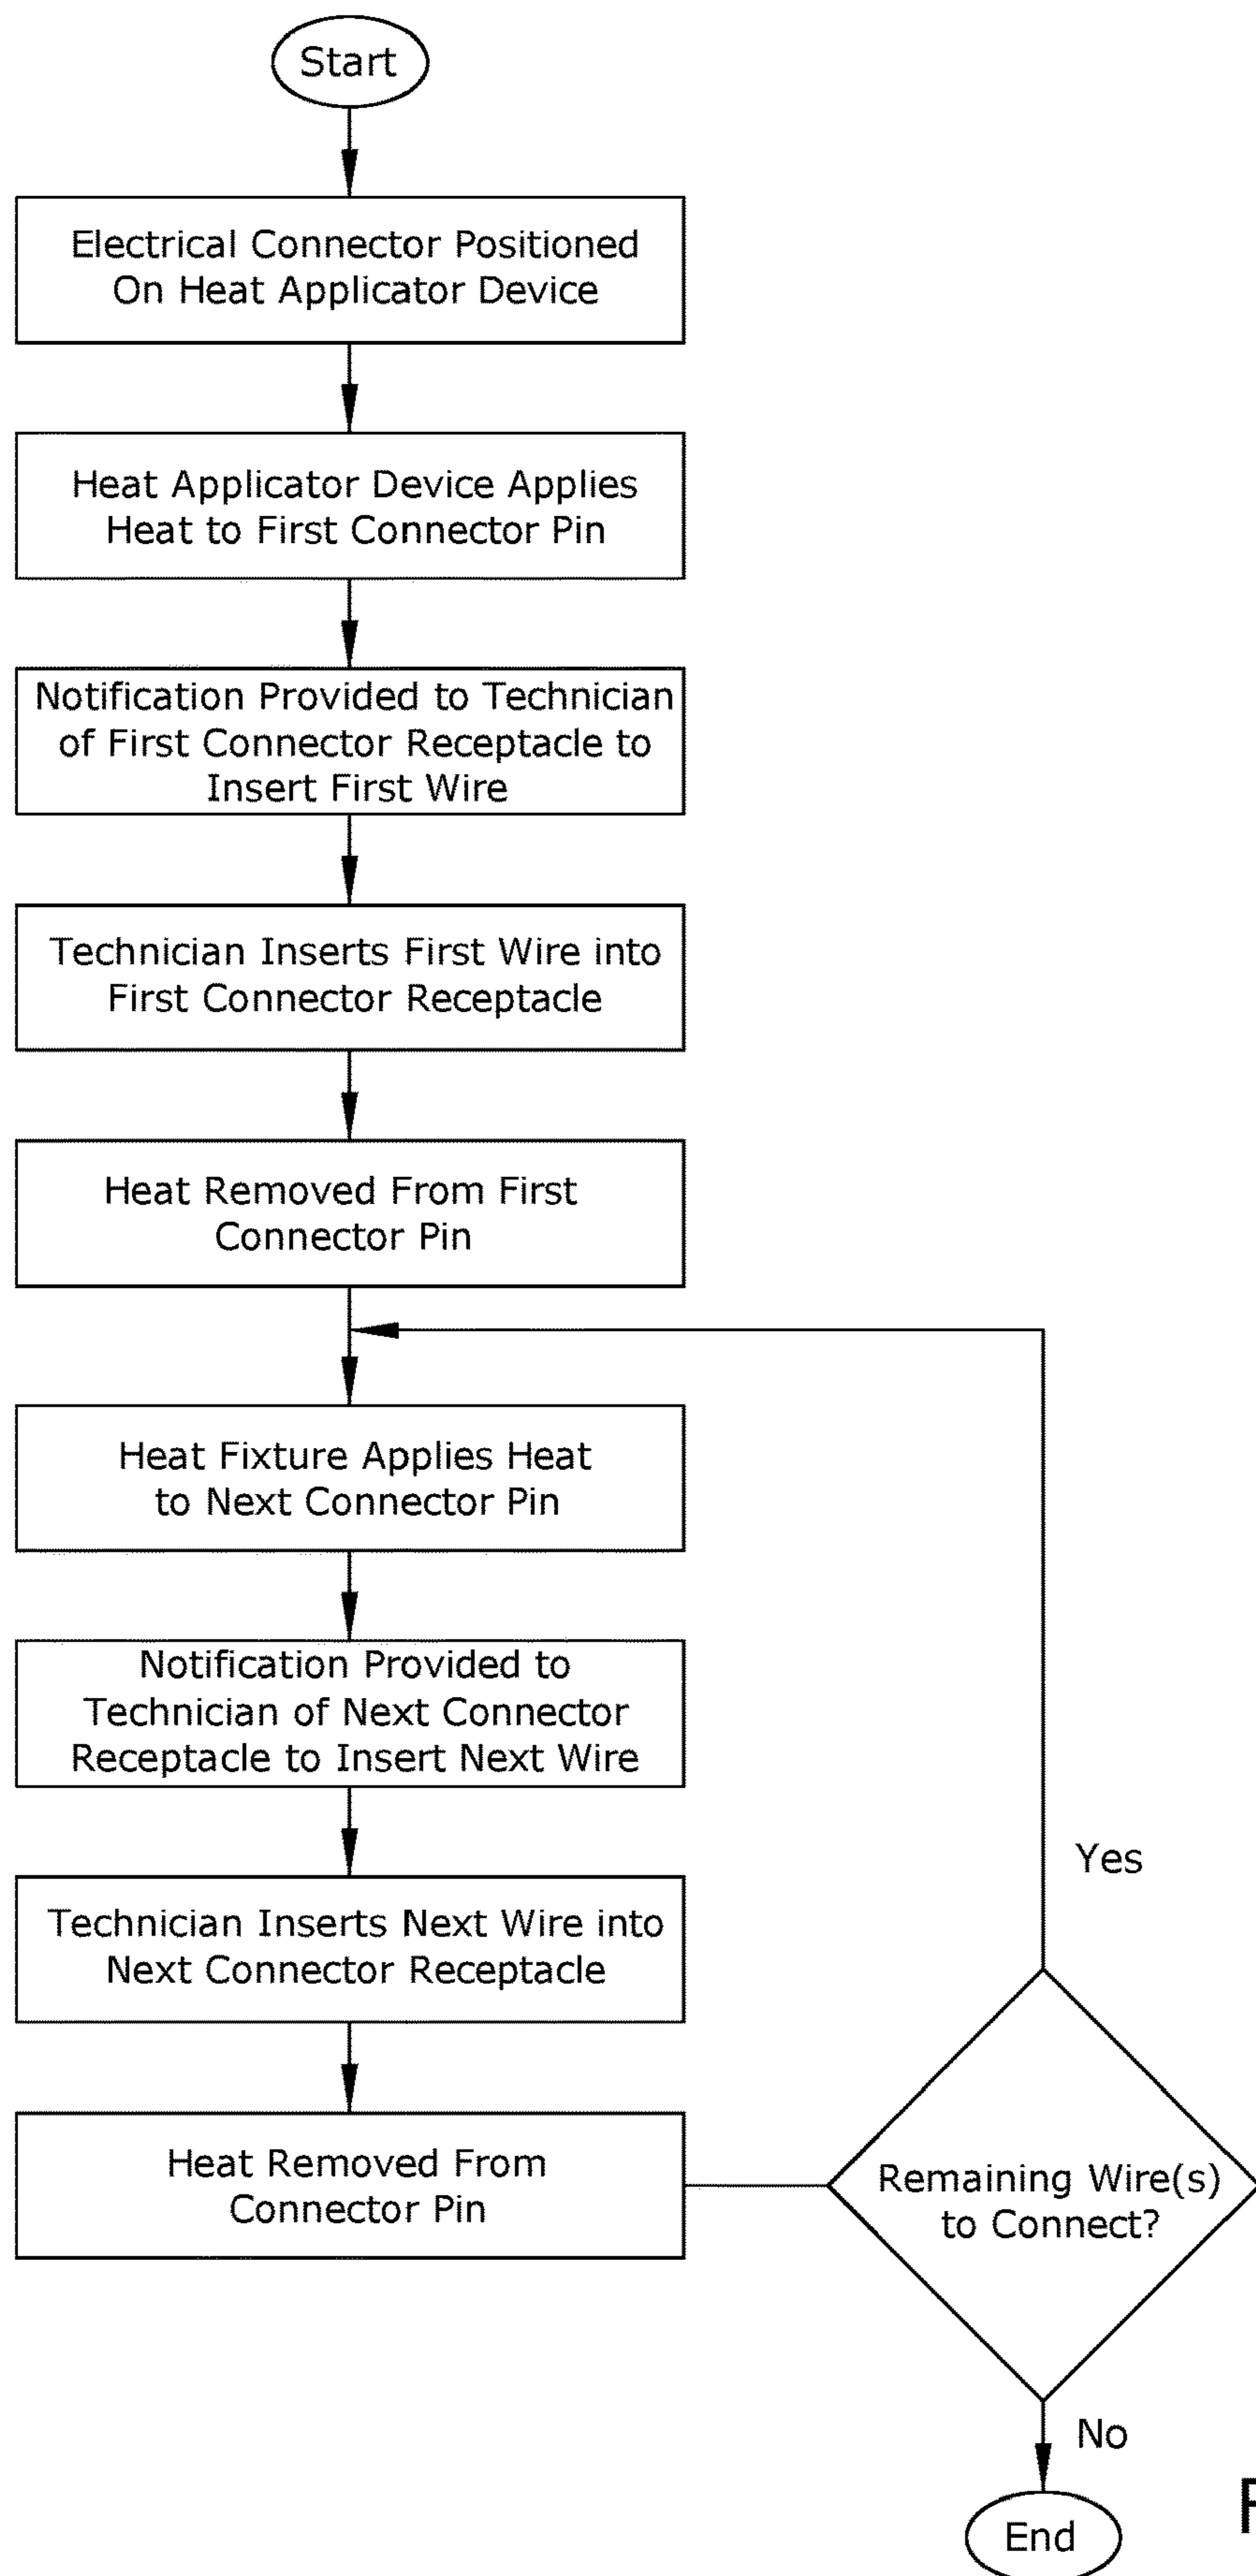 Start
Electrical Connector Positioned
On Heat Applicator Device
Heat Applicator Device Applies
Heat to First Connector Pin
Notification Provided to Technician
of First Connector Receptacle to
Insert First Wire
Technician Inserts First Wire into
First Connector Receptacle
Heat Removed From First
Connector Pin
Heat Fixture Applies Heat
to Next Connector Pin
Notification Provided to
Technician of Next Connector
Receptacle to Insert Next Wire
Yes
Technician Inserts Next Wire into
Next Connector Receptacle
Heat Removed From
Connector Pin
Remaining Wire(s)
to Connect?
No
End